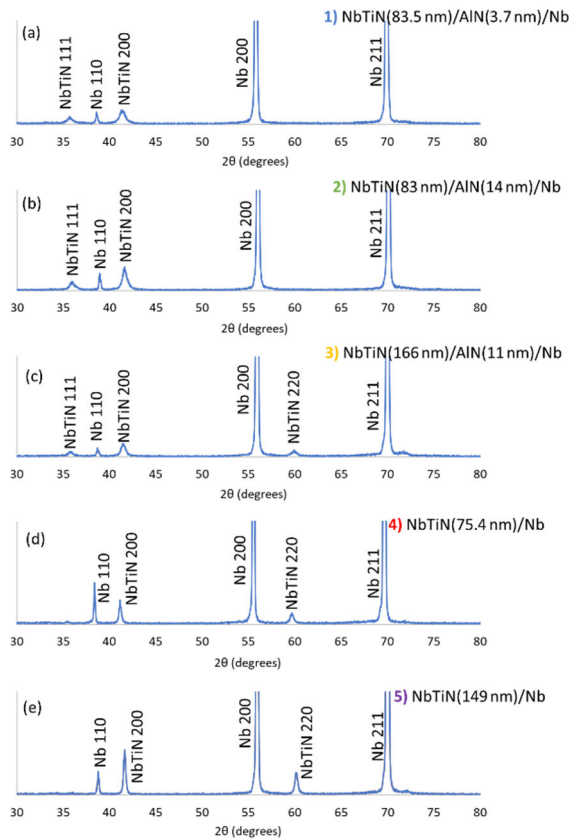 1) NbTiN(83.5 nm)/AlN(3.7 nm)/Nb
(a)
NbTiN 111
Nb 110
NbTiN 200
Nb 200
Nb 211
30 35 40 45 50 55 60 65 70 75 80
2θ (degrees)
2) NbTiN(83 nm)/AlN(14 nm)/Nb
(b)
NbTiN 111
Nb 110
NbTiN 200
Nb 200
Nb 211
30 35 40 45 50 55 60 65 70 75 80
2θ (degrees)
3) NbTiN(166 nm)/AlN(11 nm)/Nb
(c)
NbTiN 111
Nb 110
NbTiN 200
Nb 200
NbTiN 220
Nb 211
30 35 40 45 50 55 60 65 70 75 80
2θ (degrees)
4) NbTiN(75.4 nm)/Nb
(d)
Nb 110
NbTiN 200
Nb 200
NbTiN 220
Nb 211
30 35 40 45 50 55 60 65 70 75 80
2θ (degrees)
5) NbTiN(149 nm)/Nb
(e)
Nb 110
NbTiN 200
Nb 200
NbTiN 220
Nb 211
30 35 40 45 50 55 60 65 70 75 80
2θ (degrees)